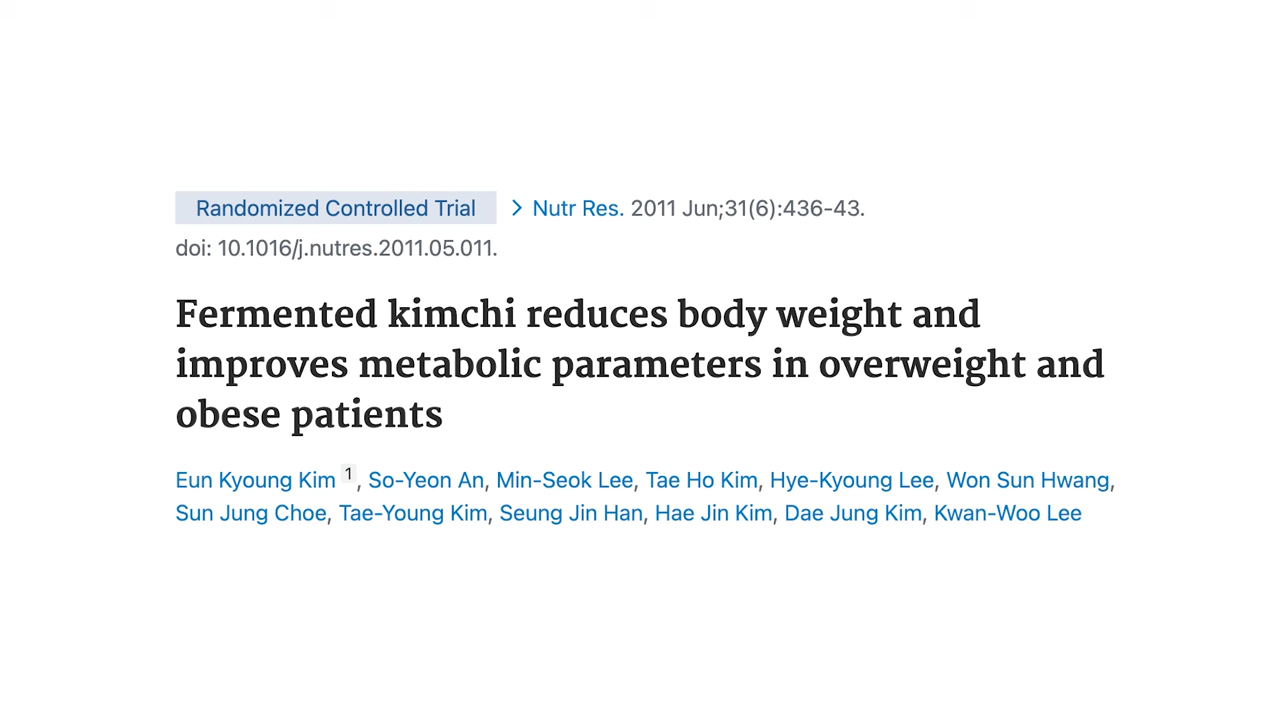 Randomized Controlled Trial > Nutr Res. 2011 Jun;31(6):436-43.
doi: 10.1016/j.nutres.2011.05.011.
Fermented kimchi reduces body weight and
improves metabolic parameters in overweight and
obese patients
Eun Kyoung Kim 1, So-Yeon An, Min-Seok Lee, Tae Ho Kim, Hye-Kyoung Lee, Won Sun Hwang,
Sun Jung Choe, Tae-Young Kim, Seung Jin Han, Hae Jin Kim, Dae Jung Kim, Kwan-Woo Lee